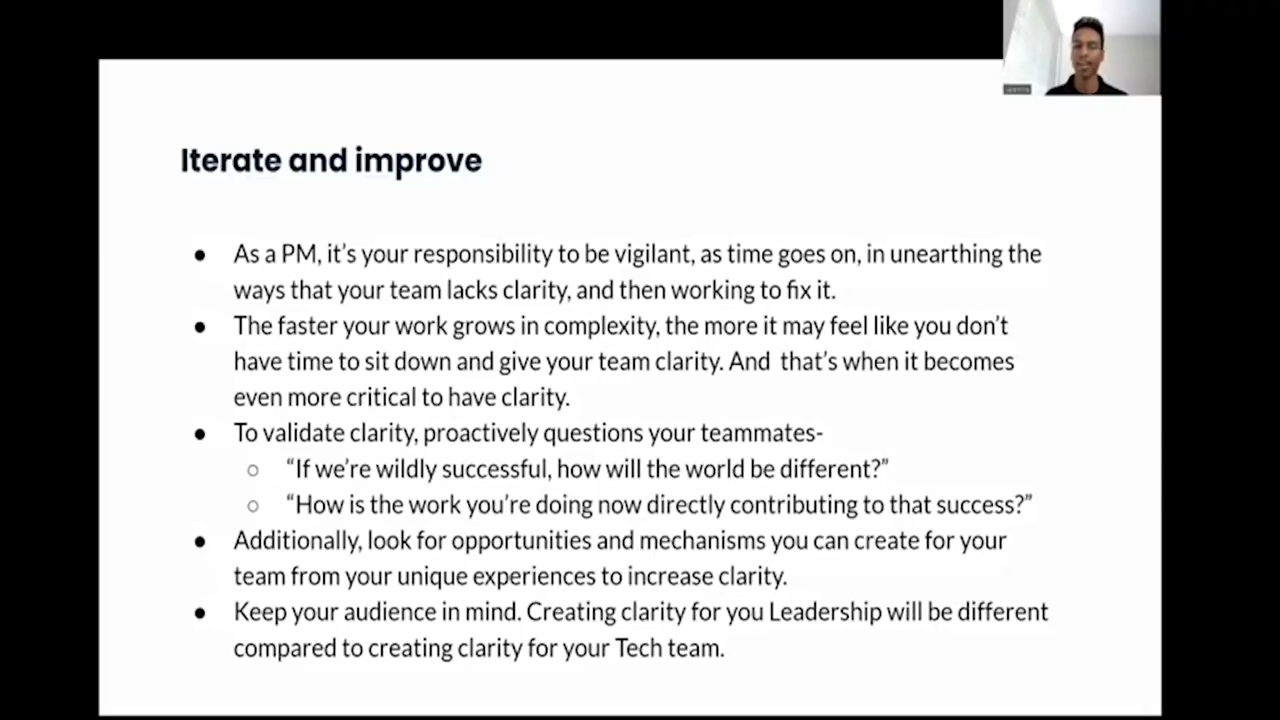 Iterate and improve
● As a PM, it's your responsibility to be vigilant, as time goes on, in unearthing the
ways that your team lacks clarity, and then working to fix it.
● The faster your work grows in complexity, the more it may feel like you don't
have time to sit down and give your team clarity. And that's when it becomes
even more critical to have clarity.
● To validate clarity, proactively questions your teammates-
○ “If we're wildly successful, how will the world be different?”
○ “How is the work you're doing now directly contributing to that success?”
● Additionally, look for opportunities and mechanisms you can create for your
team from your unique experiences to increase clarity.
● Keep your audience in mind. Creating clarity for you Leadership will be different
compared to creating clarity for your Tech team.